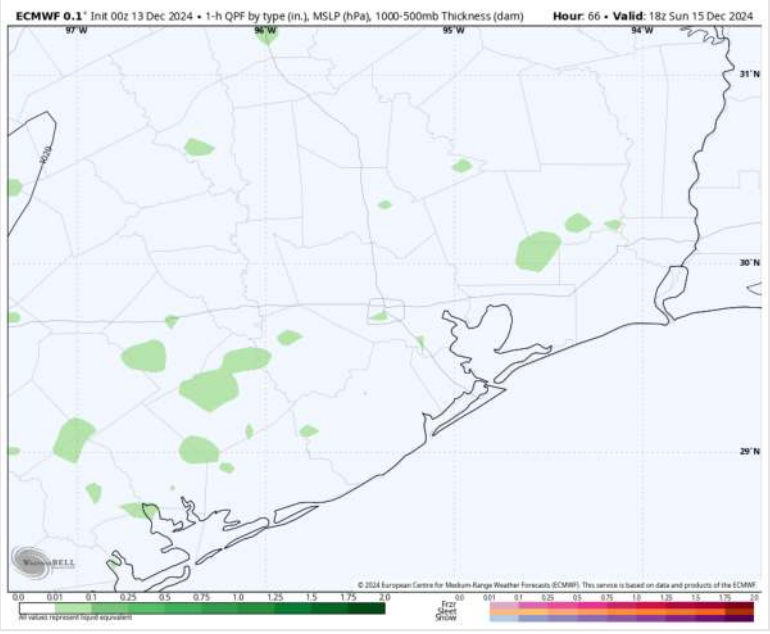 ECMWF 0.1° Init 00z 13 Dec 2024 • 1-h QPF by type (in.), MSLP (hPa), 1000-500mb Thickness (dam) Hour: 66 • Valid: 18z Sun 15 Dec 2024
97°W 96°W 95°W 94°W
31°N
1020
30°N
29°N
WEATHERBELL
© 2024 European Centre for Medium-Range Weather Forecasts (ECMWF). This service is based on data and products of the ECMWF
0.0 0.01 0.1 0.25 0.5 0.75 1.0 1.25 1.5 1.75 2.0
0.0 0.01 0.1 0.25 0.5 0.75 1.0 1.25 1.5 1.75 2.0
All values represent liquid equivalent
Frzr
Sleet
Snow